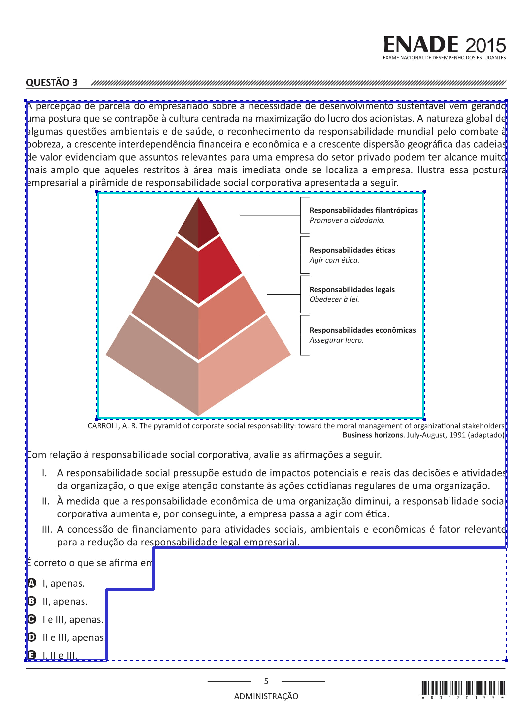 ENADE 2015
EXAME NACIONAL DE DESEMPENHO DOS ESTUDANTES
QUESTÃO 3
A percepção de parcela do empresariado sobre a necessidade de desenvolvimento sustentável vem gerando
uma postura que se contrapõe à cultura centrada na maximização do lucro dos acionistas. A natureza global de
algumas questões ambientais e de saúde, o reconhecimento da responsabilidade mundial pelo combate à
pobreza, a crescente interdependência financeira e econômica e a crescente dispersão geográfica das cadeias
de valor evidenciam que assuntos relevantes para uma empresa do setor privado podem ter alcance muito
mais amplo que aqueles restritos à área mais imediata onde se localiza a empresa. Ilustra essa postura
empresarial a pirâmide de responsabilidade social corporativa apresentada a seguir.
Responsabilidades filantrópicas
Promover a cidadania.
Responsabilidades éticas
Agir com ética.
Responsabilidades legais
Obedecer à lei.
Responsabilidades econômicas
Assegurar lucro.
CARROLL, A. B. The pyramid of corporate social responsability: toward the moral management of organizational stakeholders.
Business horizons. July-August, 1991 (adaptado).
Com relação à responsabilidade social corporativa, avalie as afirmações a seguir.
I. A responsabilidade social pressupõe estudo de impactos potenciais e reais das decisões e atividades
da organização, o que exige atenção constante às ações cotidianas regulares de uma organização.
II. À medida que a responsabilidade econômica de uma organização diminui, a responsabilidade social
corporativa aumenta e, por conseguinte, a empresa passa a agir com ética.
III. A concessão de financiamento para atividades sociais, ambientais e econômicas é fator relevante
para a redução da responsabilidade legal empresarial.
É correto o que se afirma em
A I, apenas.
B II, apenas.
C I e III, apenas.
D II e III, apenas.
E I, II e III.
5
ADMINISTRAÇÃO